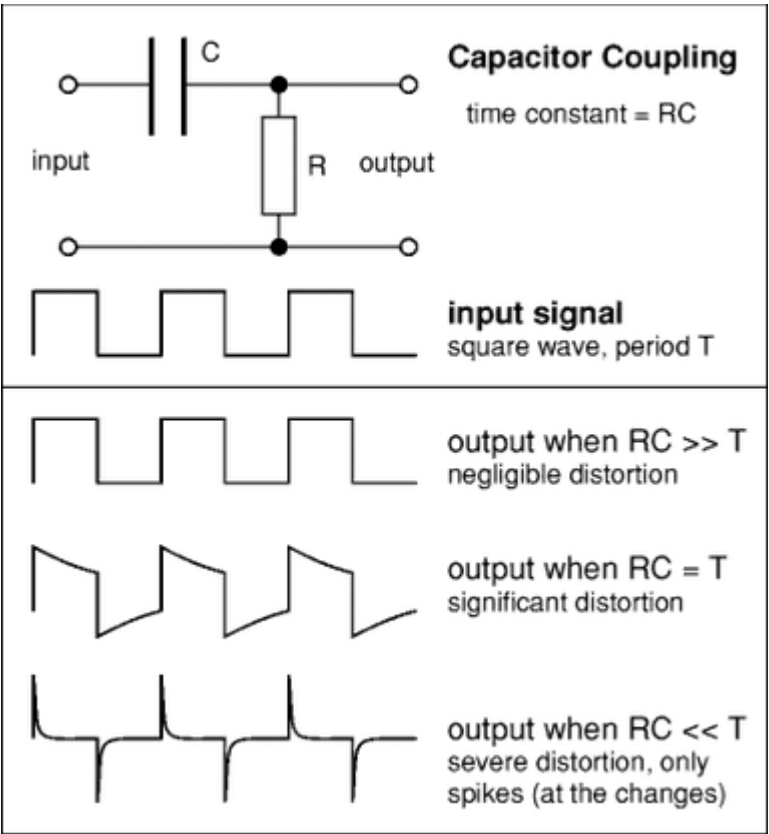 C
Capacitor Coupling
time constant = RC
input
R
output
input signal
square wave, period T
output when RC >> T
negligible distortion
output when RC = T
significant distortion
output when RC << T
severe distortion, only
spikes (at the changes)